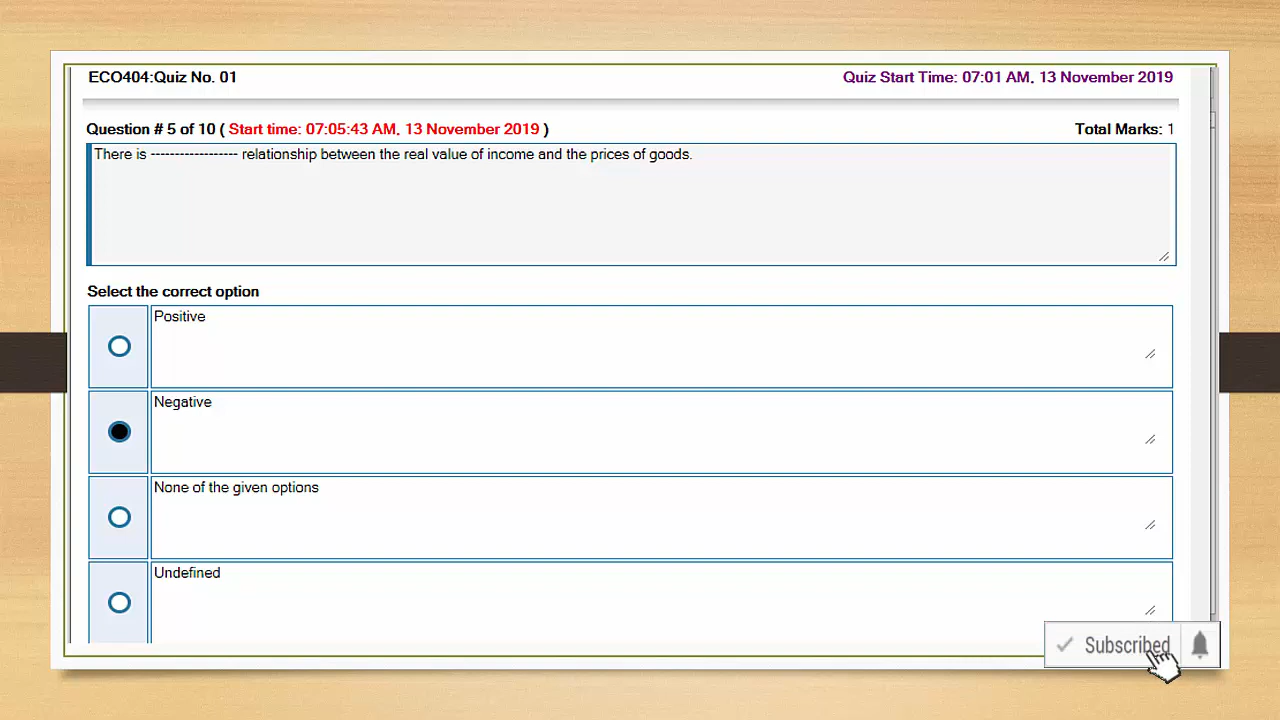 ECO404:Quiz No. 01
Quiz Start Time: 07:01 AM, 13 November 2019
Question # 5 of 10 ( Start time: 07:05:43 AM, 13 November 2019 )
Total Marks: 1
There is ------------------ relationship between the real value of income and the prices of goods.
Select the correct option
Positive
Negative
None of the given options
Undefined
Subscribed